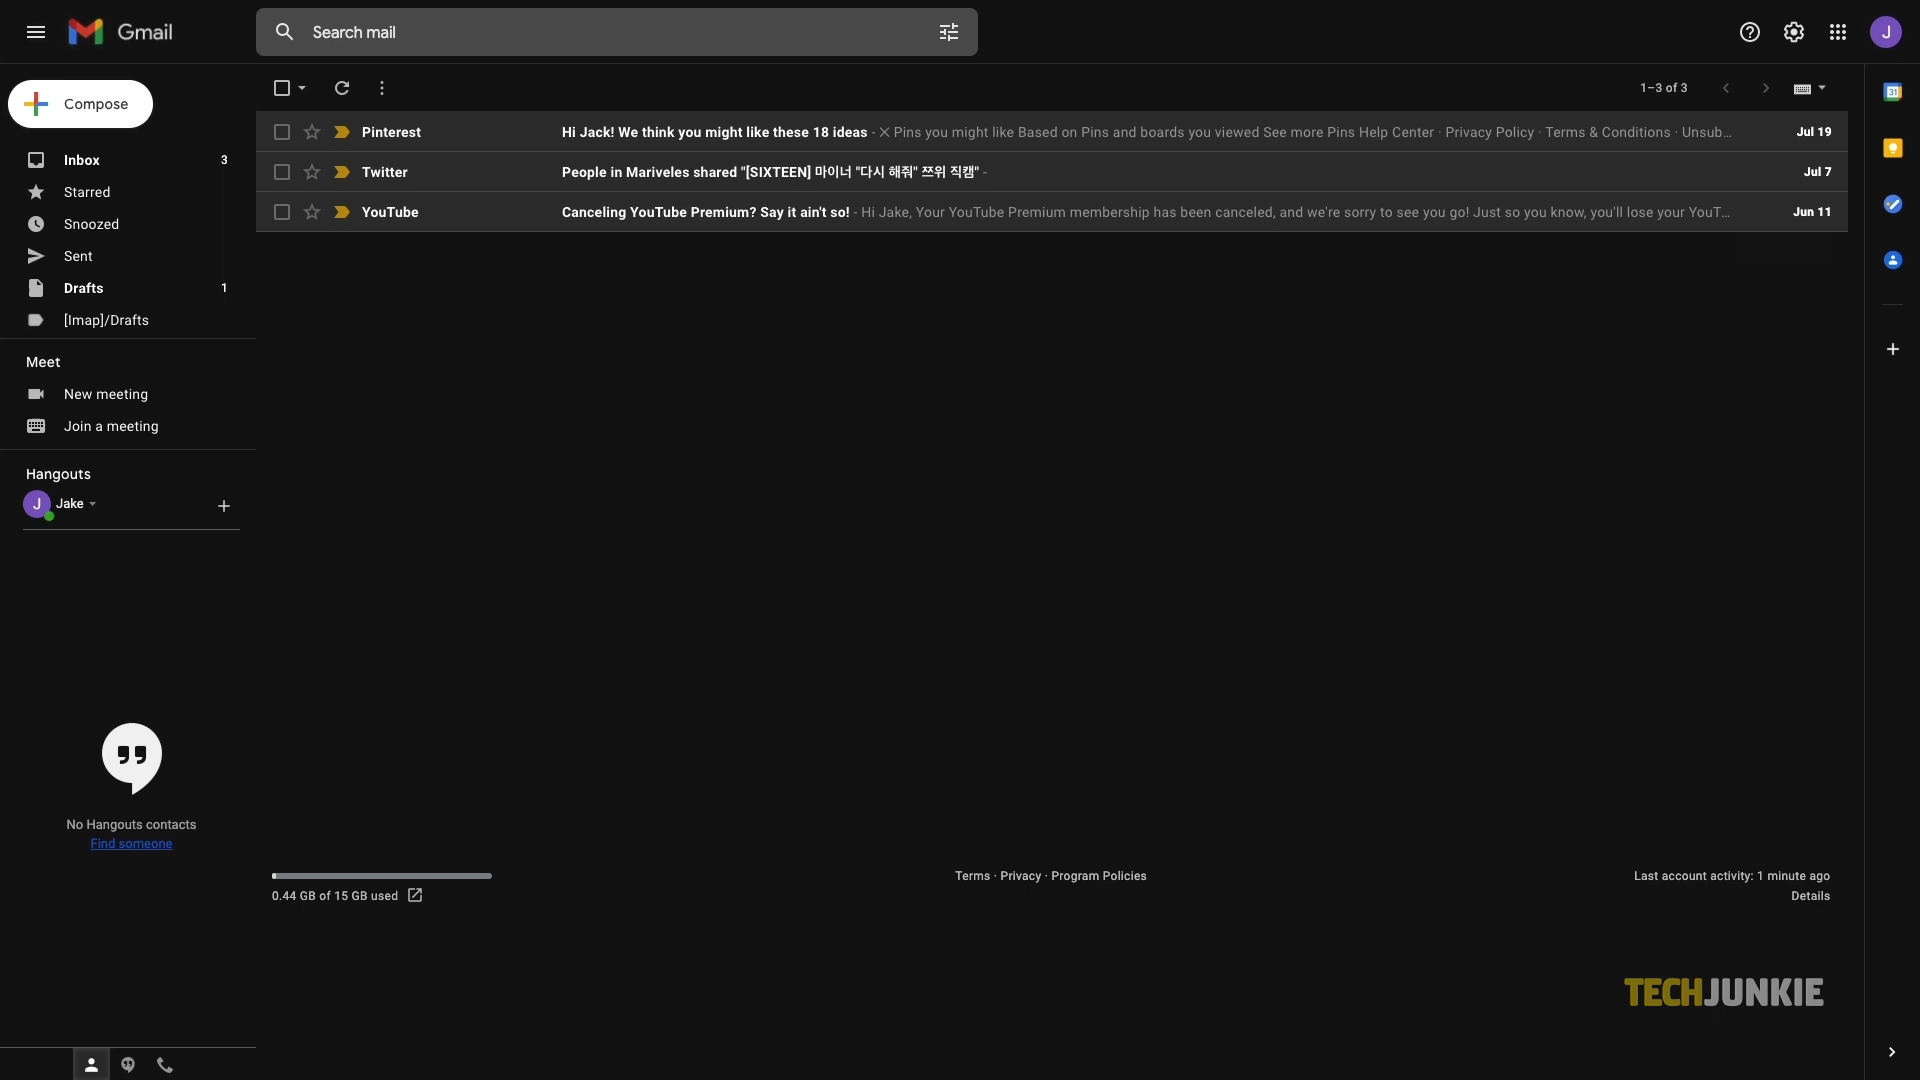 Gmail
Search mail
J
Compose
1–3 of 3
31
Inbox 3
Starred
Snoozed
Sent
Drafts 1
[Imap]/Drafts
Pinterest Hi Jack! We think you might like these 18 ideas - ✕ Pins you might like Based on Pins and boards you viewed See more Pins Help Center · Privacy Policy · Terms & Conditions · Unsub... Jul 19
Twitter People in Mariveles shared "[SIXTEEN] 마이너 "다시 해줘" 쯔위 직캠" - Jul 7
YouTube Canceling YouTube Premium? Say it ain't so! - Hi Jake, Your YouTube Premium membership has been canceled, and we're sorry to see you go! Just so you know, you'll lose your YouT... Jun 11
Meet
New meeting
Join a meeting
Hangouts
J Jake
No Hangouts contacts
Find someone
0.44 GB of 15 GB used
Terms · Privacy · Program Policies
Last account activity: 1 minute ago
Details
TECHJUNKIE